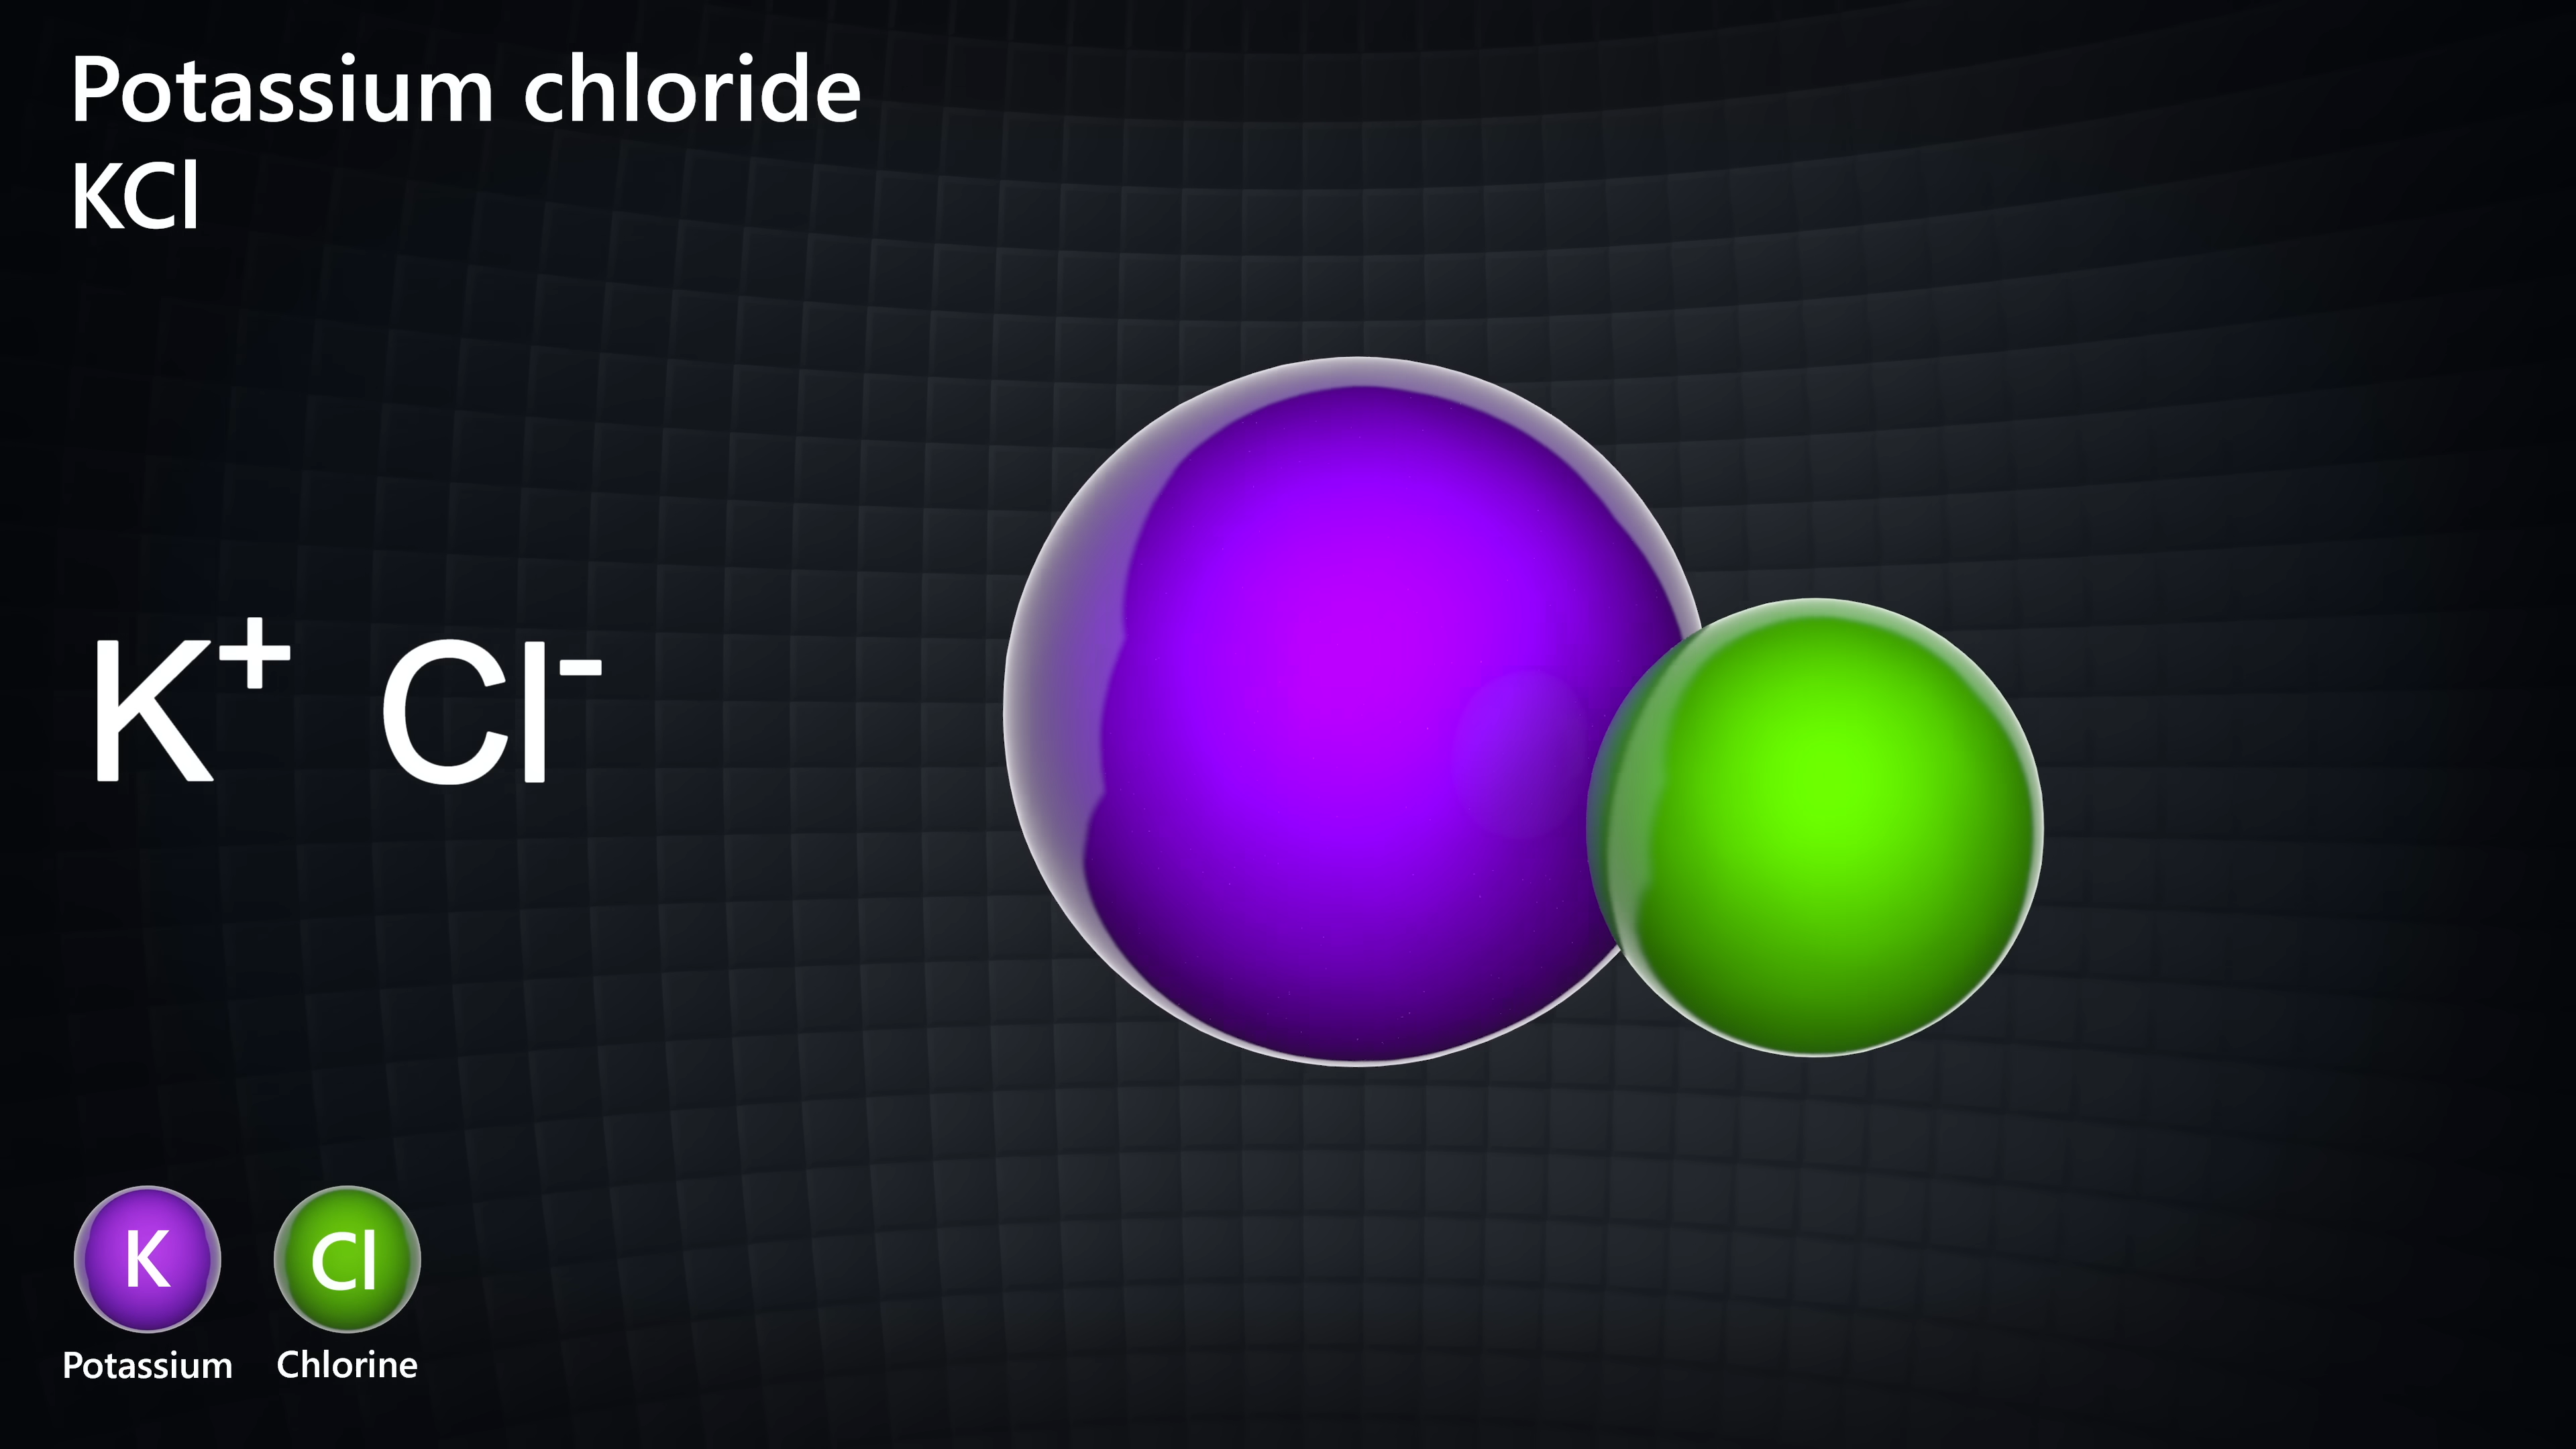 Potassium chloride
KCl
K⁺ Cl⁻
K Cl
Potassium Chlorine